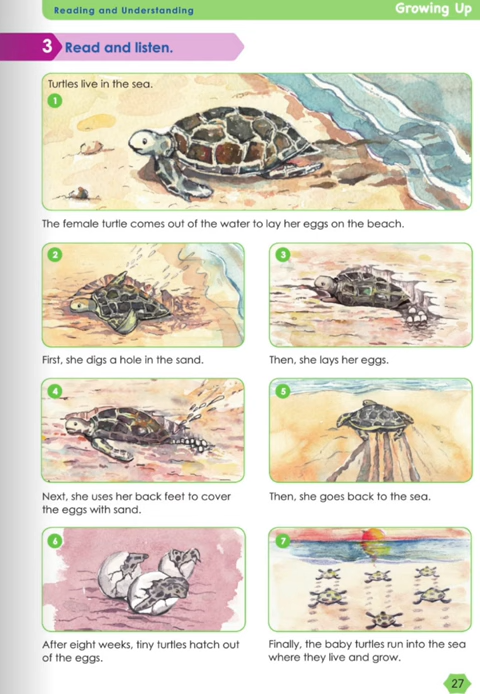 Reading and Understanding
Growing Up
3 Read and listen.
Turtles live in the sea.
1
The female turtle comes out of the water to lay her eggs on the beach.
2
3
First, she digs a hole in the sand.
Then, she lays her eggs.
4
5
Next, she uses her back feet to cover
the eggs with sand.
Then, she goes back to the sea.
6
7
After eight weeks, tiny turtles hatch out
of the eggs.
Finally, the baby turtles run into the sea
where they live and grow.
27